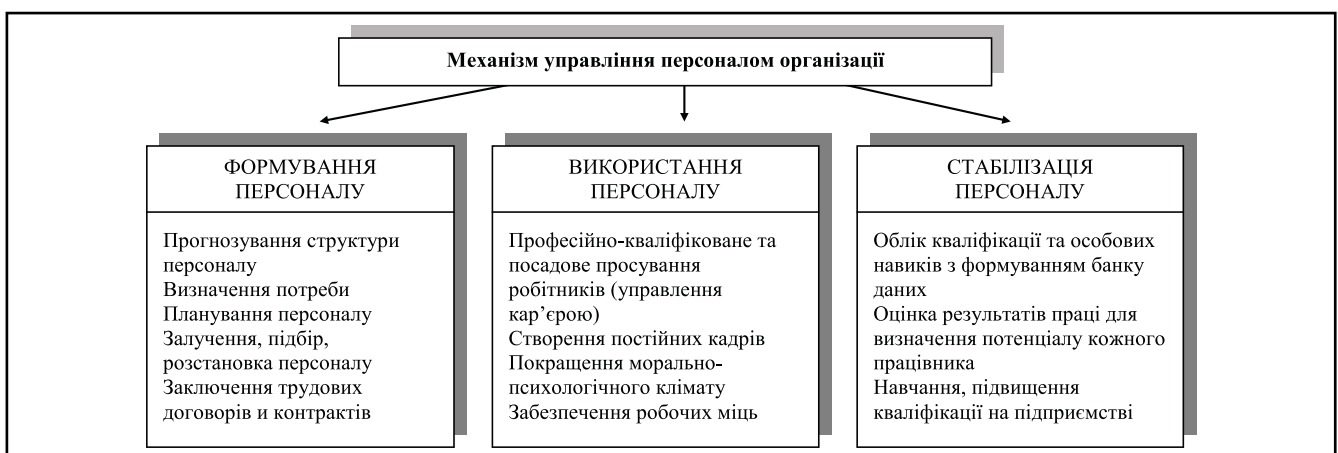 Механізм управління персоналом організації
ФОРМУВАННЯ
ПЕРСОНАЛУ
Прогнозування структури
персоналу
Визначення потреби
Планування персоналу
Залучення, підбір,
розстановка персоналу
Заключення трудових
договорів и контрактів
ВИКОРИСТАННЯ
ПЕРСОНАЛУ
Професійно-кваліфіковане та
посадове просування
робітників (управління
кар’єрою)
Створення постійних кадрів
Покращення морально-
психологічного клімату
Забезпечення робочих міць
СТАБІЛІЗАЦІЯ
ПЕРСОНАЛУ
Облік кваліфікації та особових
навиків з формуванням банку
даних
Оцінка результатів праці для
визначення потенціалу кожного
працівника
Навчання, підвищення
кваліфікації на підприємстві